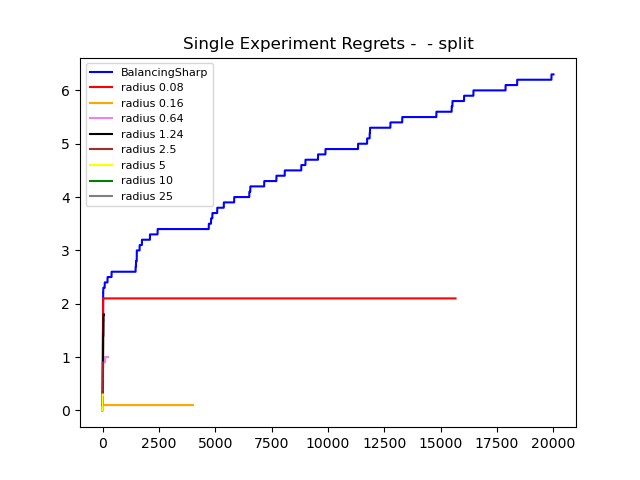 Single Experiment Regrets -  - split
BalancingSharp
radius 0.08
radius 0.16
radius 0.64
radius 1.24
radius 2.5
radius 5
radius 10
radius 25
6
5
4
3
2
1
0
0 2500 5000 7500 10000 12500 15000 17500 20000